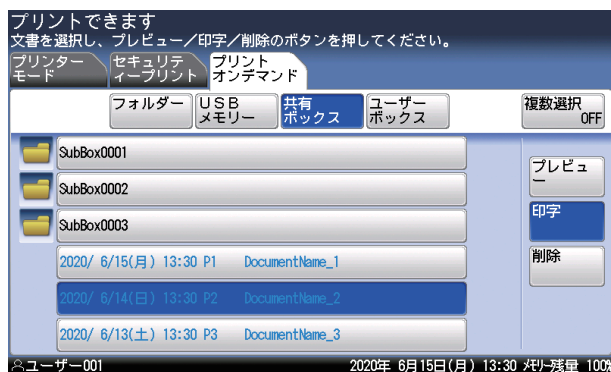 プリントできます
文書を選択し、プレビュー／印字／削除のボタンを押してください。
プリンター
モード
セキュリテ
ィープリント
プリント
オンデマンド
フォルダー
USB
メモリー
共有
ボックス
ユーザー
ボックス
複数選択
OFF
SubBox0001
SubBox0002
SubBox0003
2020/ 6/15(月) 13:30 P1 DocumentName_1
2020/ 6/14(日) 13:30 P2 DocumentName_2
2020/ 6/13(土) 13:30 P3 DocumentName_3
プレビュ
ー
印字
削除
ユーザー001
2020年 6月15日(月) 13:30 メモリー残量 100%